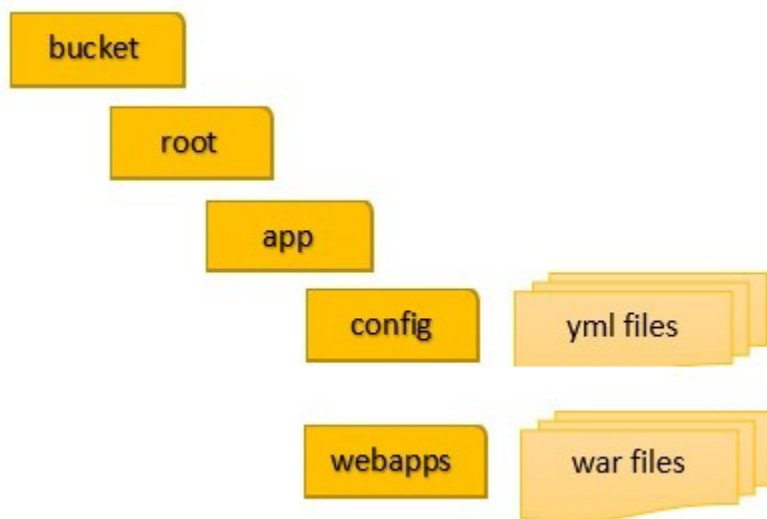 bucket
root
app
config
yml files
webapps
war files